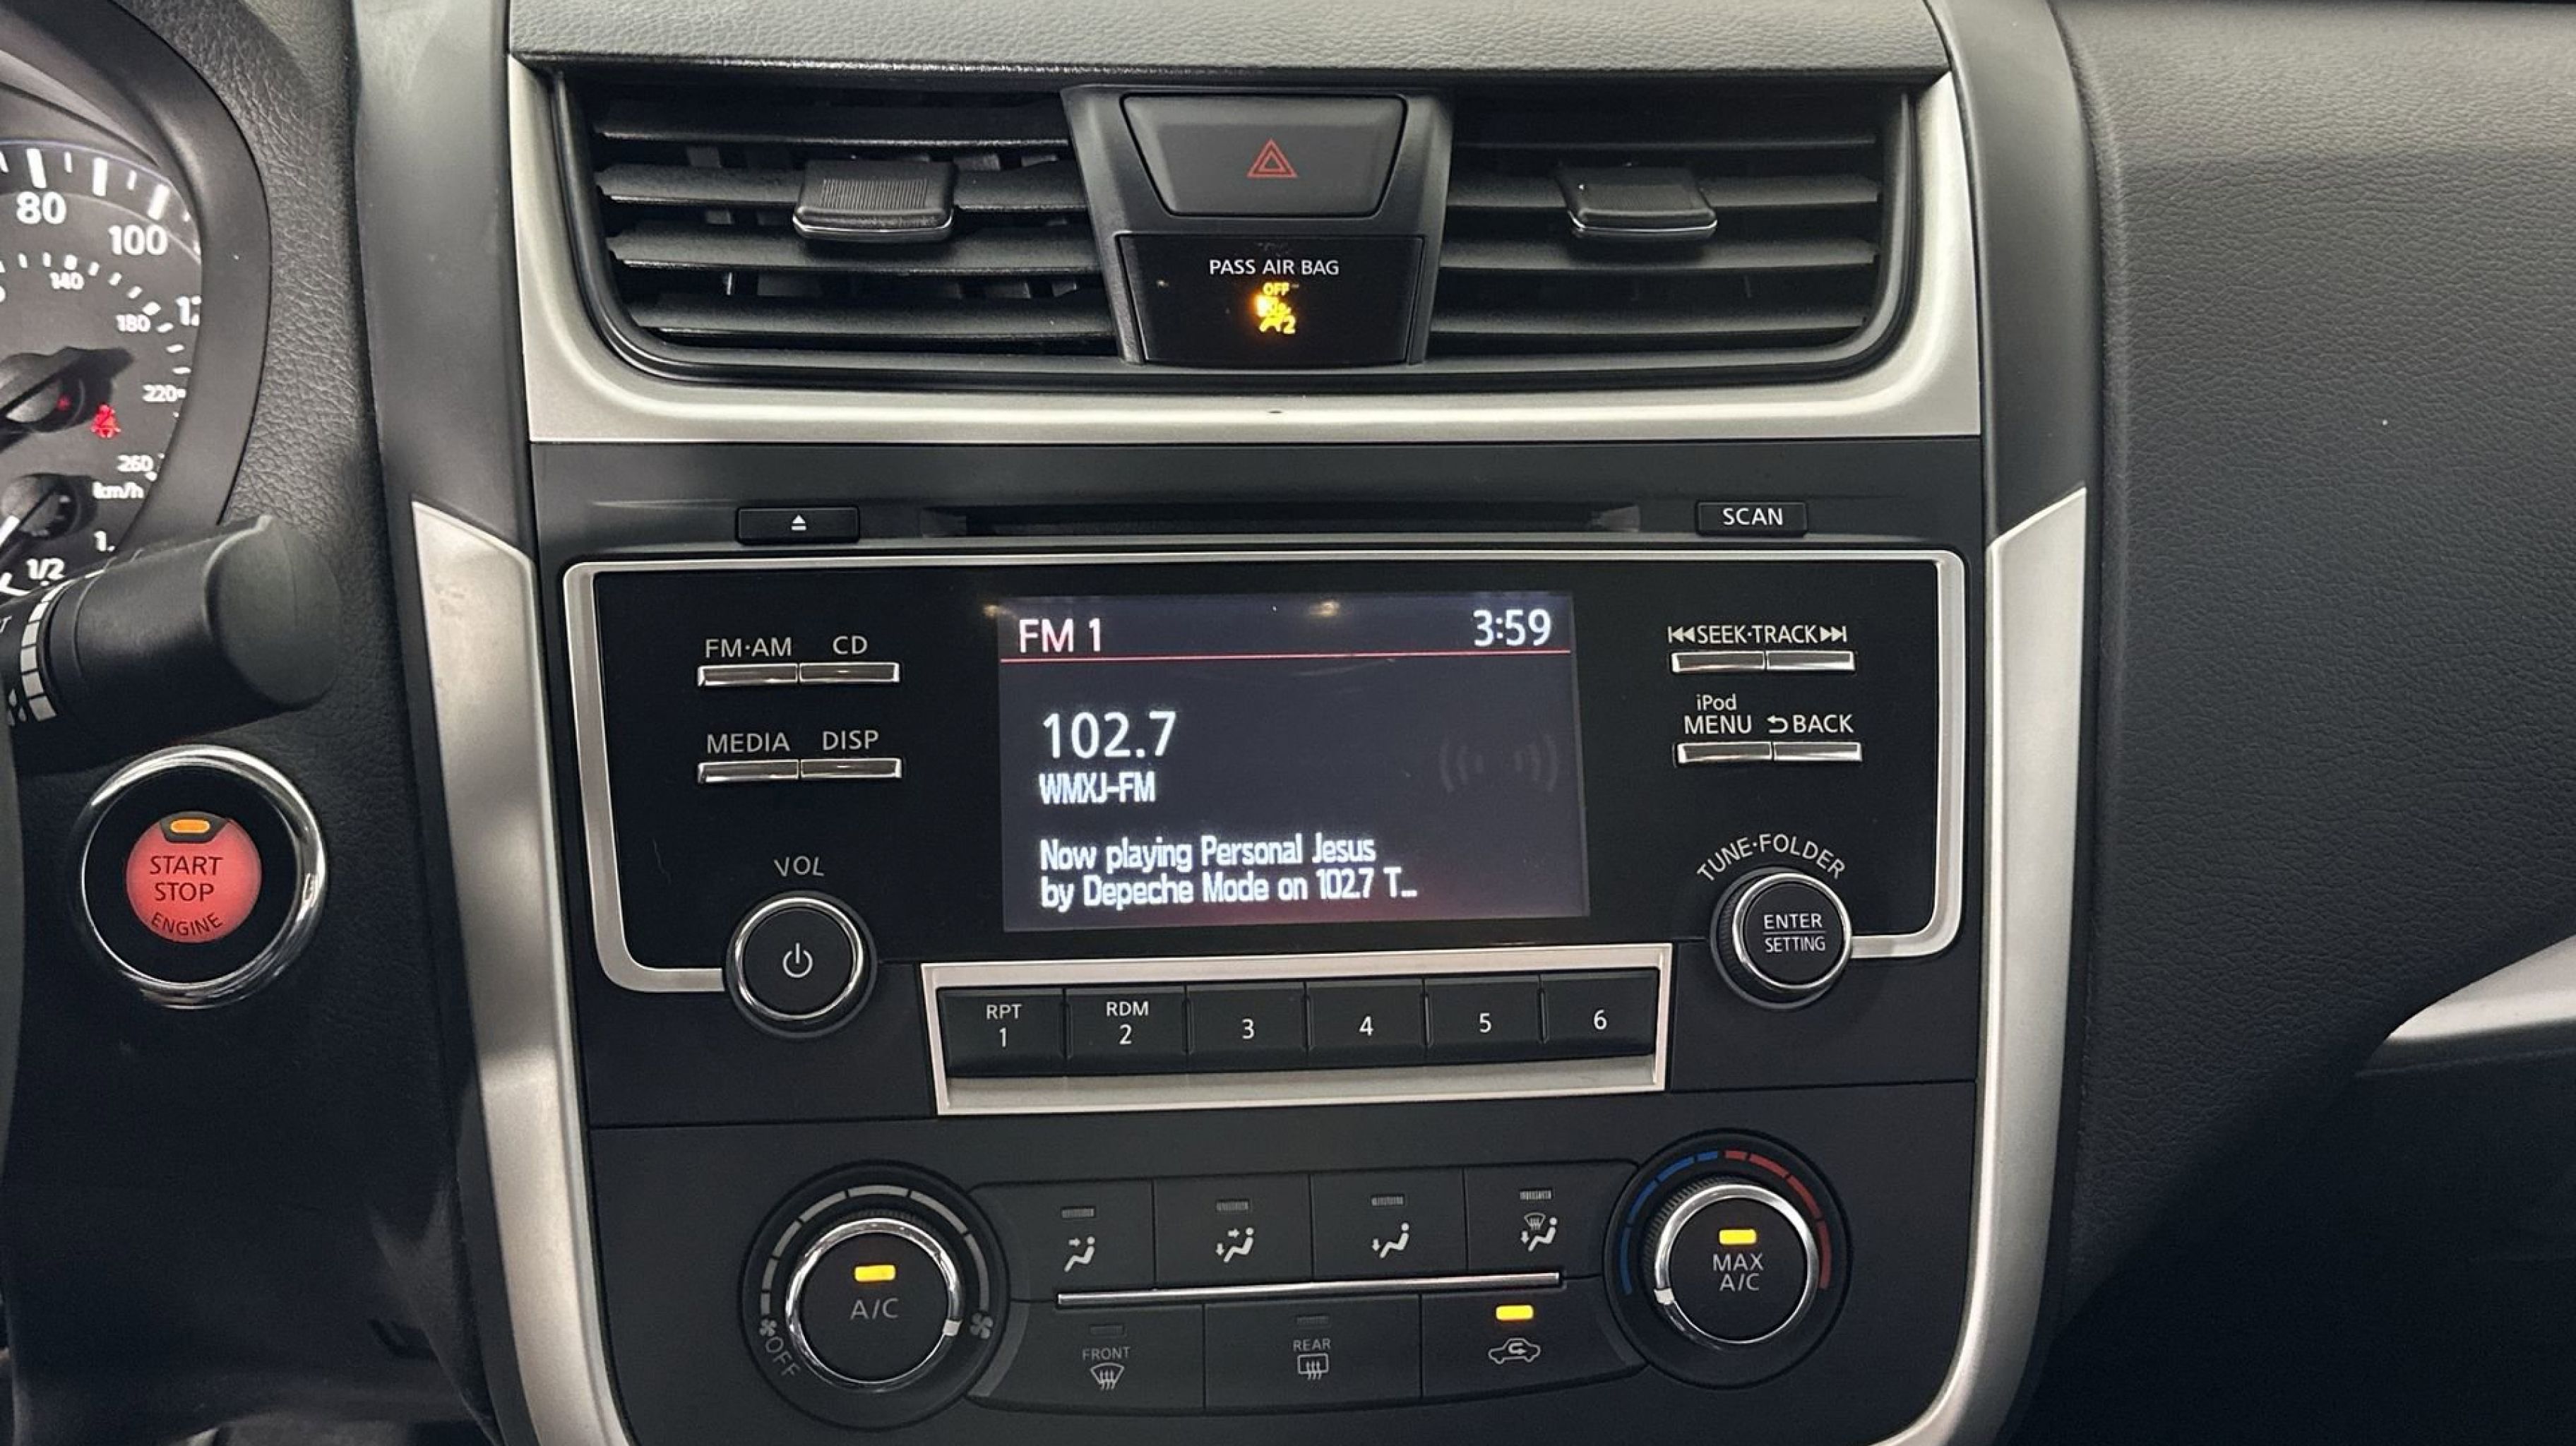 80
100
140
180
220
260
km/h
1/2
PASS AIR BAG
OFF
2
SCAN
FM·AM CD
MEDIA DISP
VOL
FM 1 3:59
102.7
WMXJ-FM
Now playing Personal Jesus
by Depeche Mode on 102.7 T...
SEEK·TRACK
iPod
MENU BACK
TUNE·FOLDER
ENTER
SETTING
START
STOP
ENGINE
RPT
1
RDM
2
3
4
5
6
A/C
OFF
FRONT
REAR
MAX
A/C